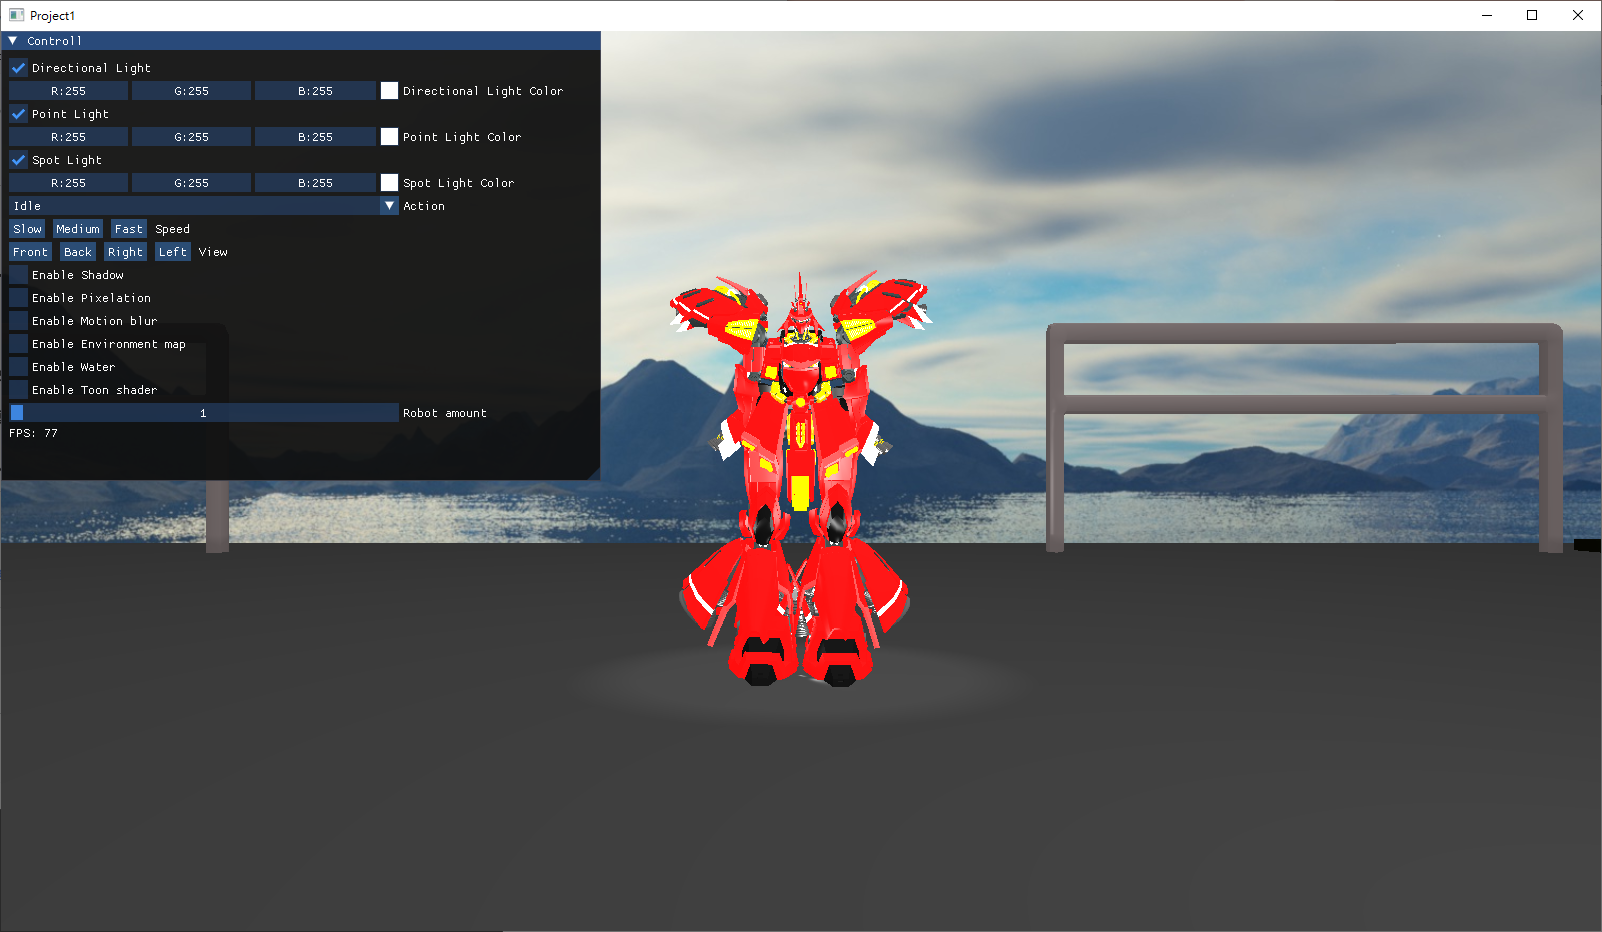 Project1
Controll
Directional Light
R:255 G:255 B:255 Directional Light Color
Point Light
R:255 G:255 B:255 Point Light Color
Spot Light
R:255 G:255 B:255 Spot Light Color
Idle Action
Slow Medium Fast Speed
Front Back Right Left View
Enable Shadow
Enable Pixelation
Enable Motion blur
Enable Environment map
Enable Water
Enable Toon shader
1 Robot amount
FPS: 77